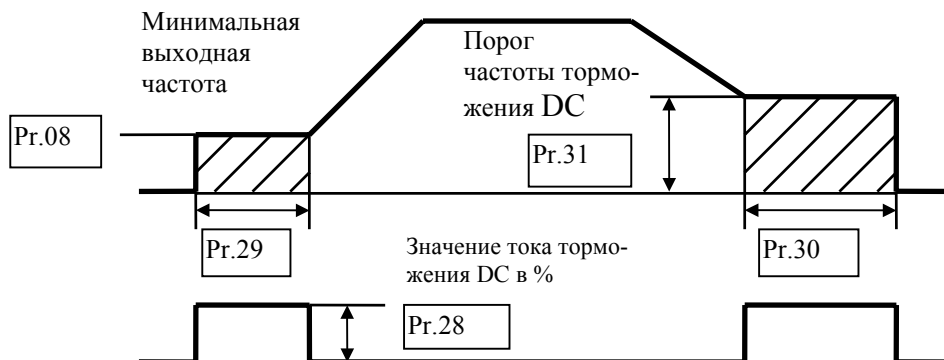 Минимальная
выходная
частота
Порог
частоты тормо-
жения DC
Pr.08
Pr.31
Pr.29
Значение тока тормо-
жения DC в %
Pr.30
Pr.28